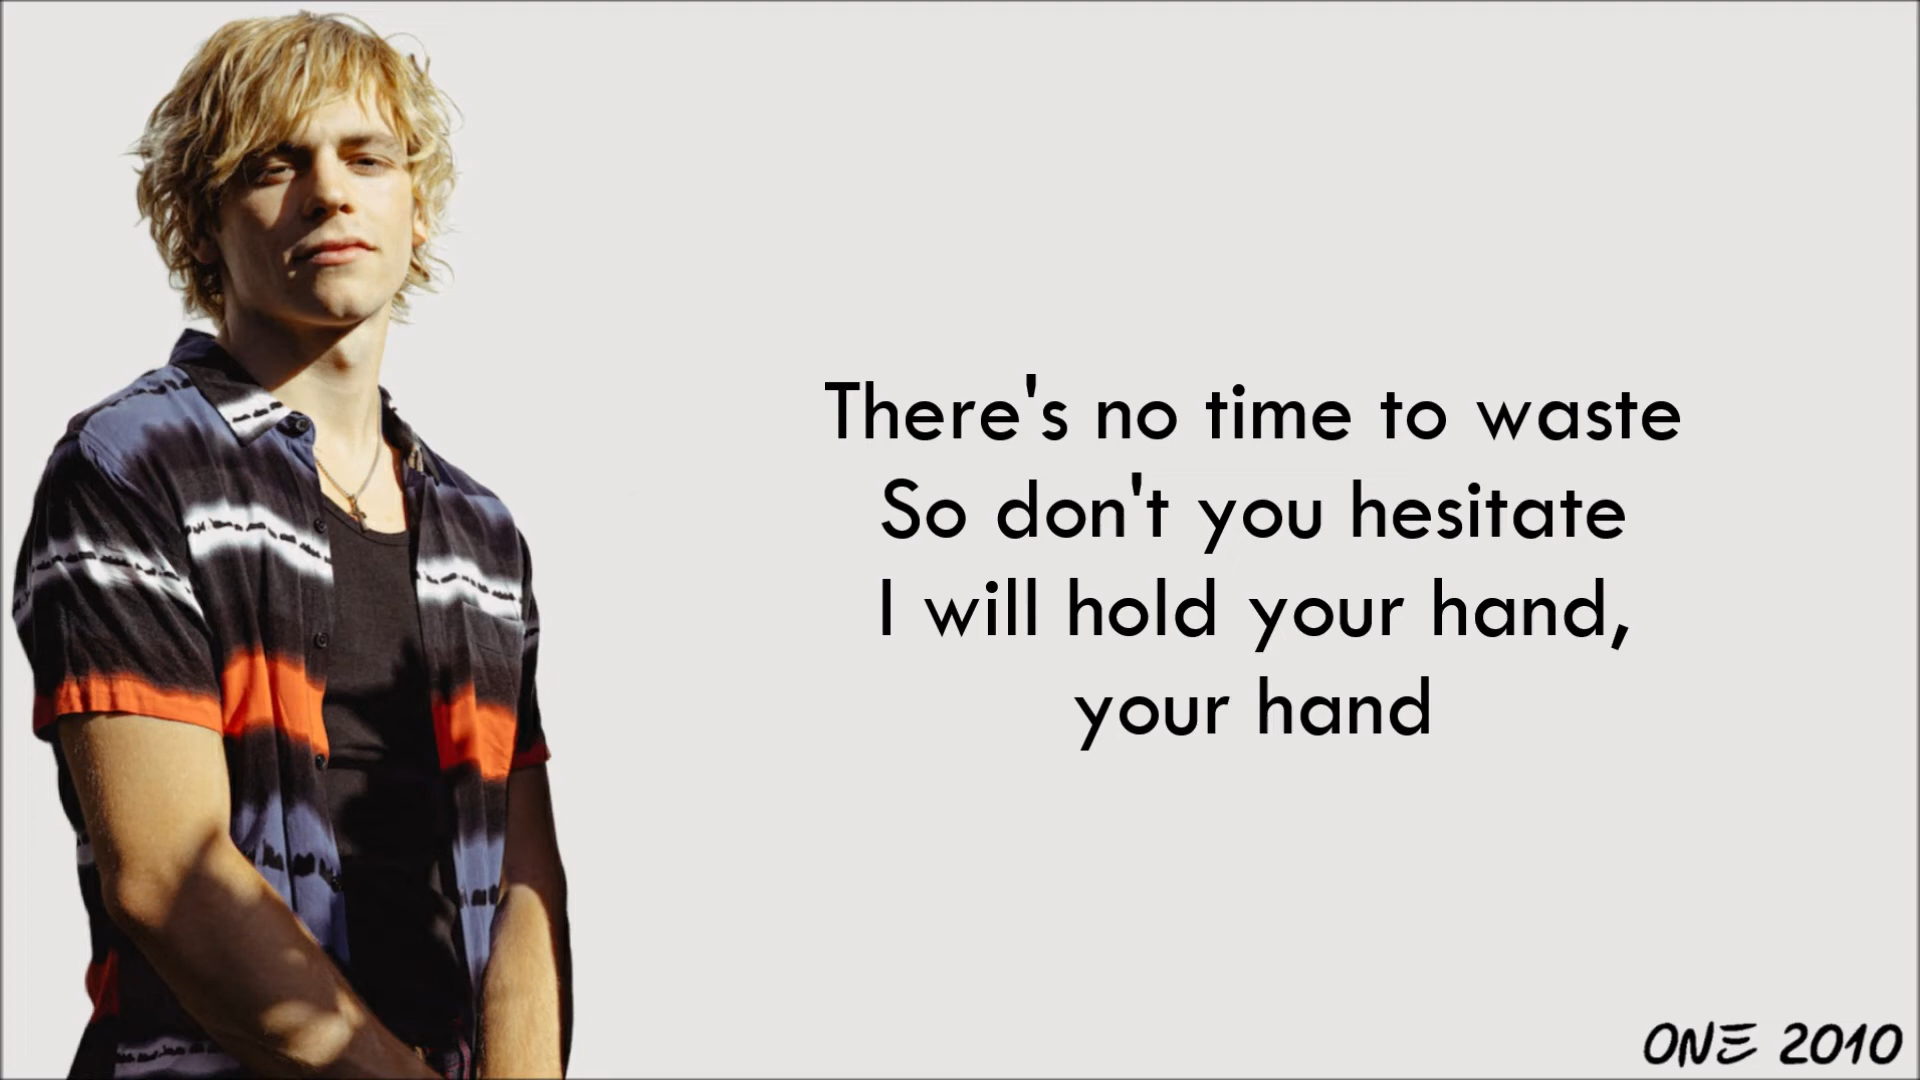 There's no time to waste
So don't you hesitate
I will hold your hand,
your hand
ONE 2010